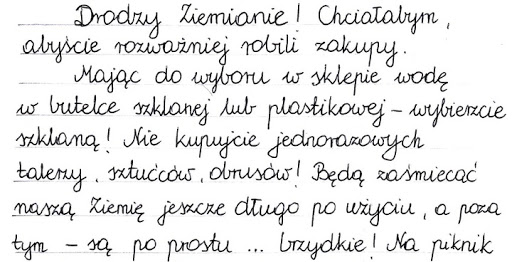 Drodzy Ziemianie! Chciałabym,
abyście rozważniej robili zakupy.
Mając do wyboru w sklepie wodę
w butelce szklanej lub plastikowej – wybierzcie
szklaną! Nie kupujcie jednorazowych
talerzy, sztućców, obrusów! Będą zaśmiecać
naszą Ziemię jeszcze długo po użyciu, a poza
tym – są po prostu ... brzydkie! Na piknik